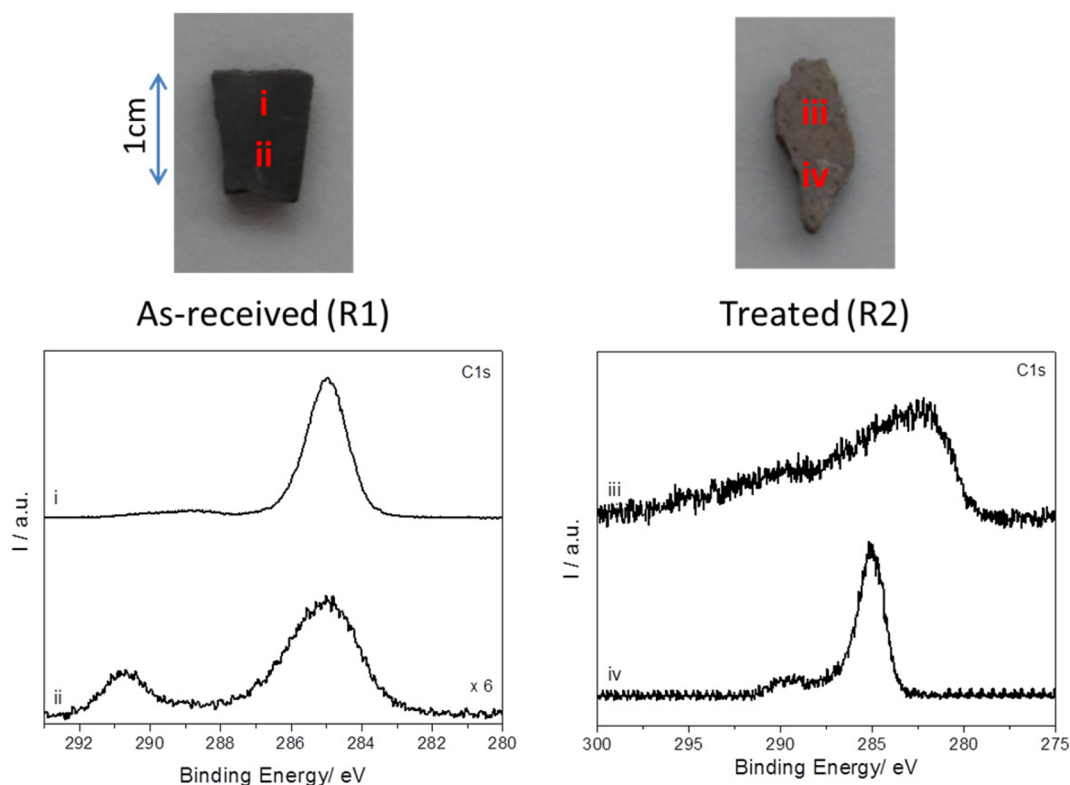 1cm
i
ii
iii
iv
As-received (R1)
Treated (R2)
C1s
i
ii
x 6
I / a.u.
292 290 288 286 284 282 280
Binding Energy/ eV
C1s
iii
iv
I / a.u.
300 295 290 285 280 275
Binding Energy/ eV